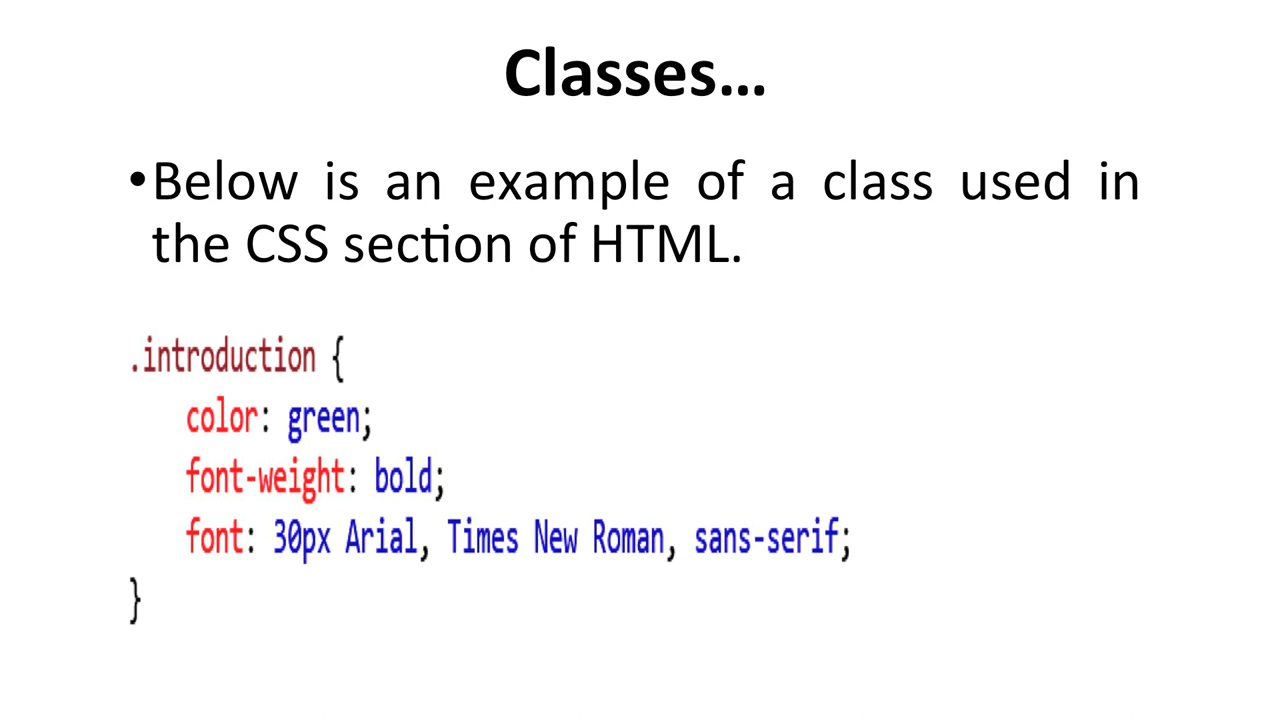 Classes...
•Below is an example of a class used in
the CSS section of HTML.
.introduction {
color: green;
font-weight: bold;
font: 30px Arial, Times New Roman, sans-serif;
}